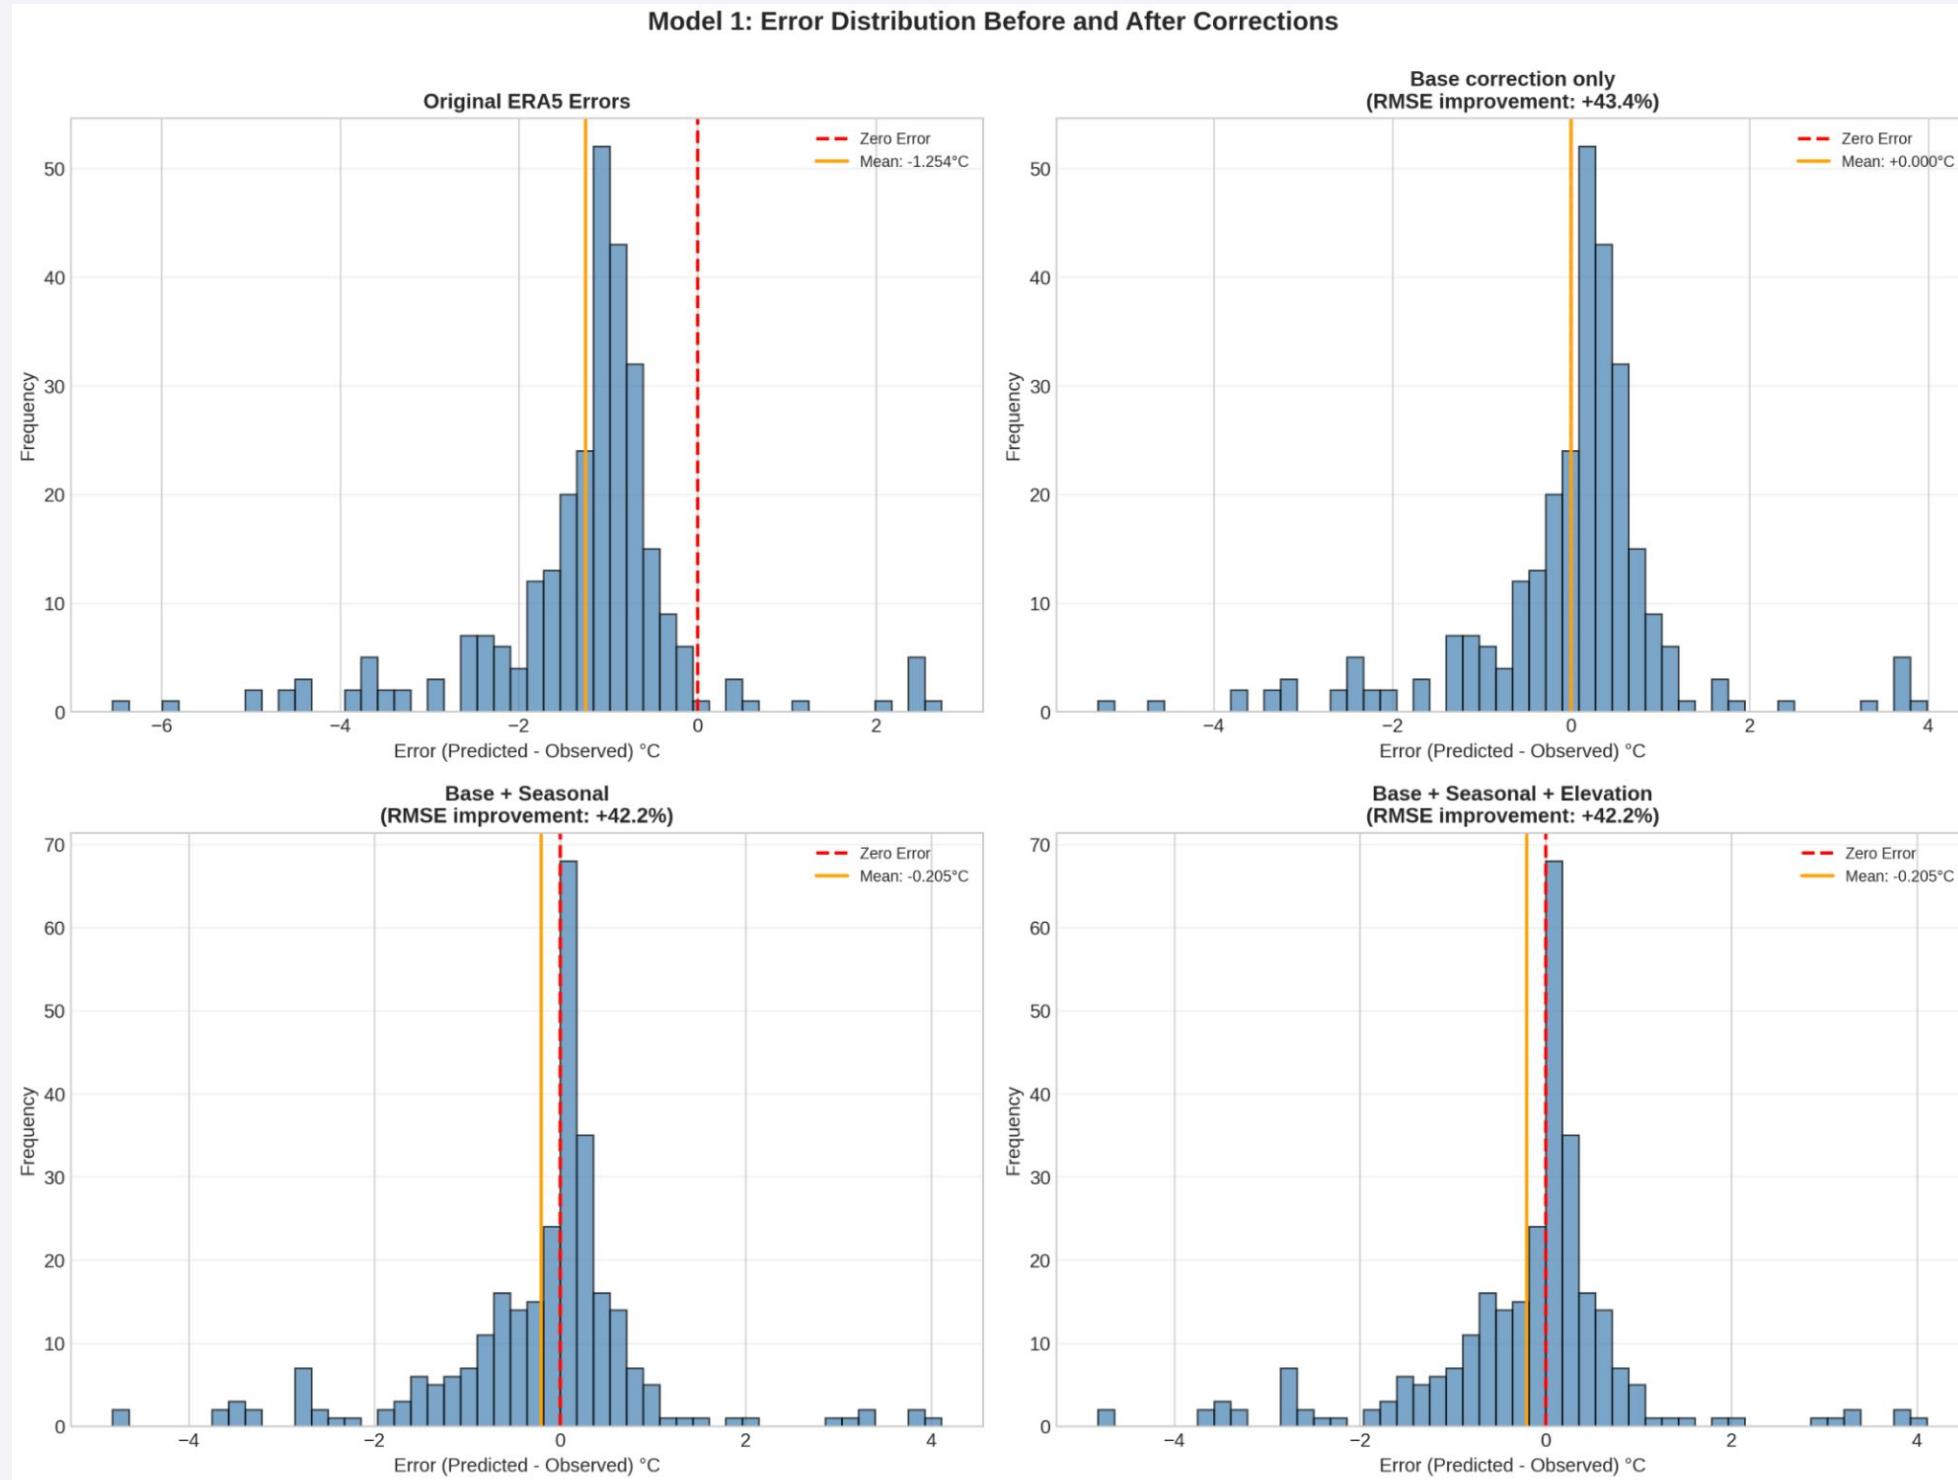 Model 1: Error Distribution Before and After Corrections
Original ERA5 Errors
50
40
30
20
10
0
−6
−4
−2
0
2
Frequency
Error (Predicted - Observed) °C
Zero Error
Mean: -1.254°C
Base correction only
(RMSE improvement: +43.4%)
50
40
30
20
10
0
−4
−2
0
2
4
Frequency
Error (Predicted - Observed) °C
Zero Error
Mean: +0.000°C
Base + Seasonal
(RMSE improvement: +42.2%)
70
60
50
40
30
20
10
0
−4
−2
0
2
4
Frequency
Error (Predicted - Observed) °C
Zero Error
Mean: -0.205°C
Base + Seasonal + Elevation
(RMSE improvement: +42.2%)
70
60
50
40
30
20
10
0
−4
−2
0
2
4
Frequency
Error (Predicted - Observed) °C
Zero Error
Mean: -0.205°C